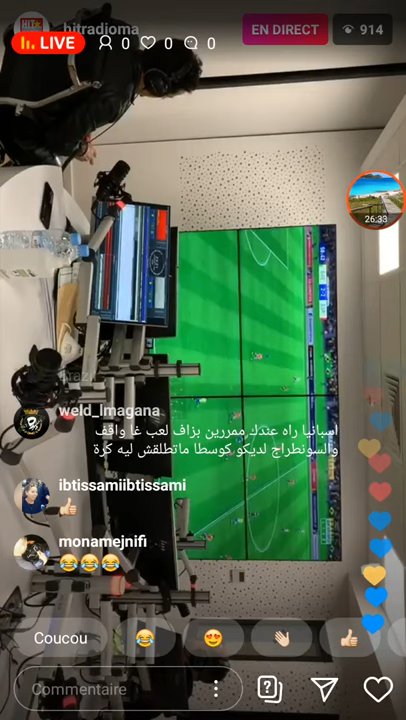 hitradioma
LIVE 0 0 0
EN DIRECT
914
26:33
weld_lmagana
اسبانيا راه عندك ممررين بزاف لعب غا واقف
والسونطراج لديكو كوسطا ماتطلقش ليه كرة
ibtissamiibtissami
👍🏻
monamejnifi
😂😂😂
Coucou 😂 😍 👋🏻 👍🏻
Commentaire